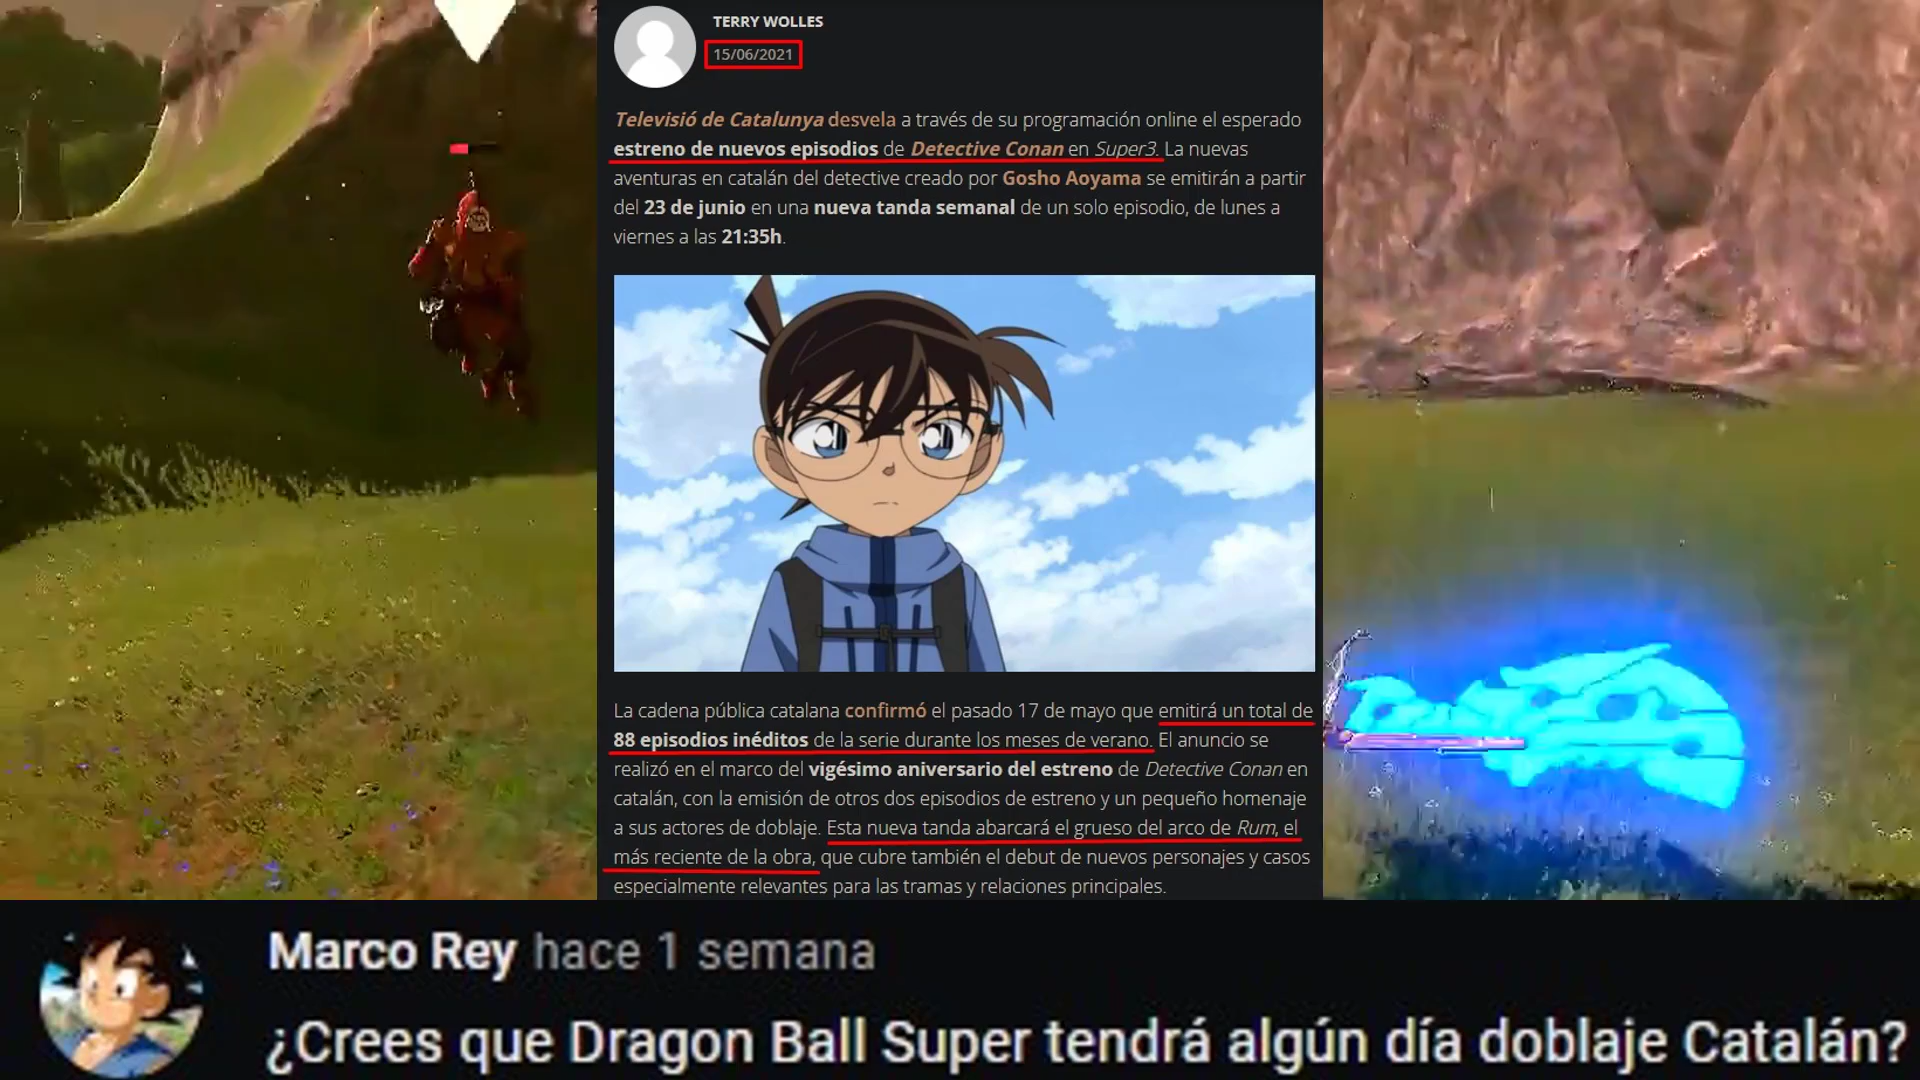 TERRY WOLLES
15/06/2021
Televisió de Catalunya desvela a través de su programación online el esperado
estreno de nuevos episodios de Detective Conan en Super3. La nuevas
aventuras en catalán del detective creado por Gosho Aoyama se emitirán a partir
del 23 de junio en una nueva tanda semanal de un solo episodio, de lunes a
viernes a las 21:35h.
La cadena pública catalana confirmó el pasado 17 de mayo que emitirá un total de
88 episodios inéditos de la serie durante los meses de verano. El anuncio se
realizó en el marco del vigésimo aniversario del estreno de Detective Conan en
catalán, con la emisión de otros dos episodios de estreno y un pequeño homenaje
a sus actores de doblaje. Esta nueva tanda abarcará el grueso del arco de Rum, el
más reciente de la obra, que cubre también el debut de nuevos personajes y casos
especialmente relevantes para las tramas y relaciones principales.
Marco Rey hace 1 semana
¿Crees que Dragon Ball Super tendrá algún día doblaje Catalán?